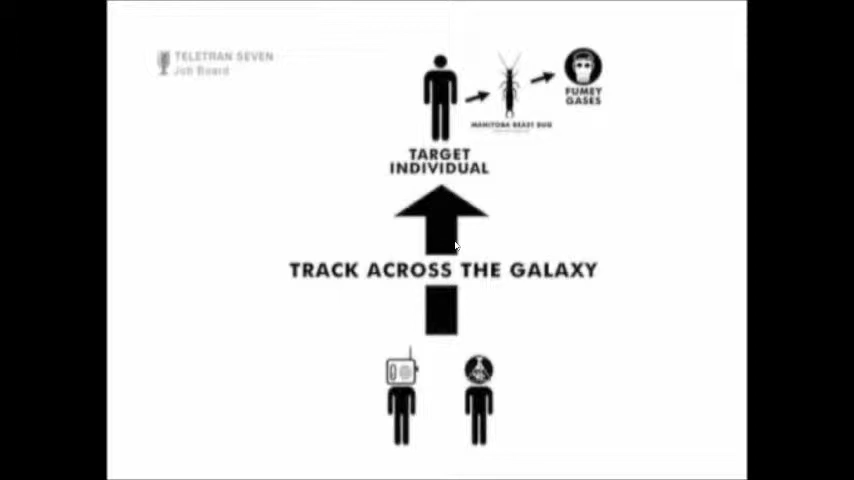 TELETRAN SEVEN
Job Board
FUMEY
GASES
MANITOBA BEAST BUG
TARGET
INDIVIDUAL
TRACK ACROSS THE GALAXY